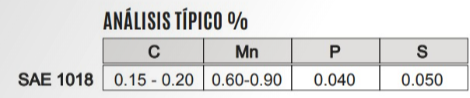 ANÁLISIS TÍPICO %
C Mn P S
SAE 1018 0.15 - 0.20 0.60-0.90 0.040 0.050